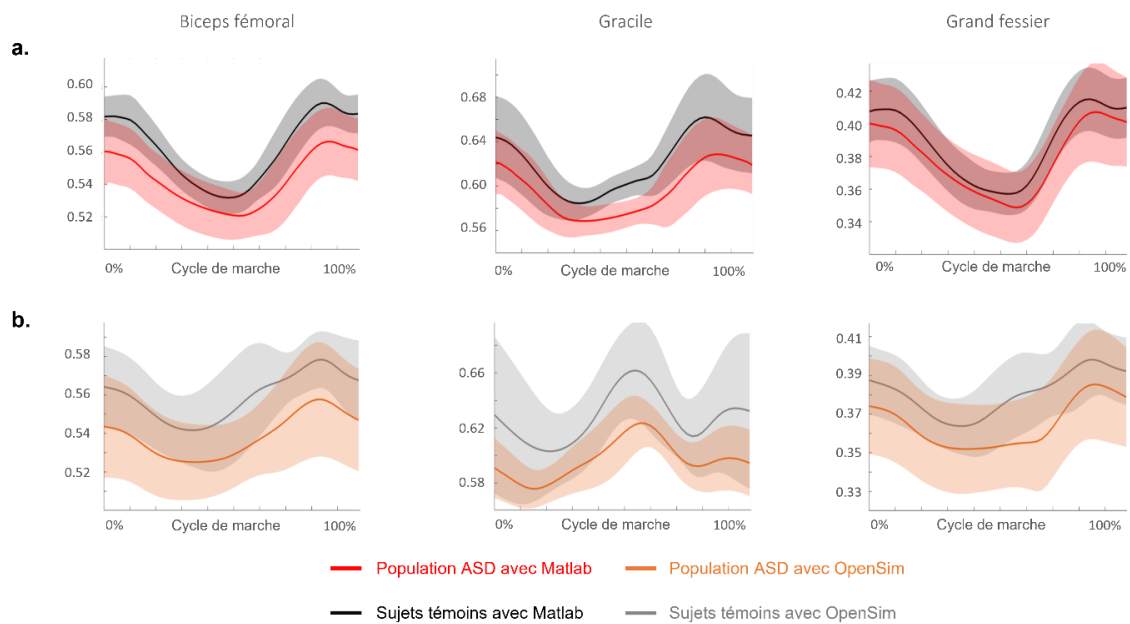 Biceps fémoral
Gracile
Grand fessier
a.
0.60
0.58
0.56
0.54
0.52
0% Cycle de marche 100%
0.68
0.64
0.60
0.56
0% Cycle de marche 100%
0.42
0.40
0.38
0.36
0.34
0% Cycle de marche 100%
b.
0.58
0.56
0.54
0.52
0% Cycle de marche 100%
0.66
0.62
0.58
0% Cycle de marche 100%
0.41
0.39
0.37
0.35
0.33
0% Cycle de marche 100%
Population ASD avec Matlab
Population ASD avec OpenSim
Sujets témoins avec Matlab
Sujets témoins avec OpenSim